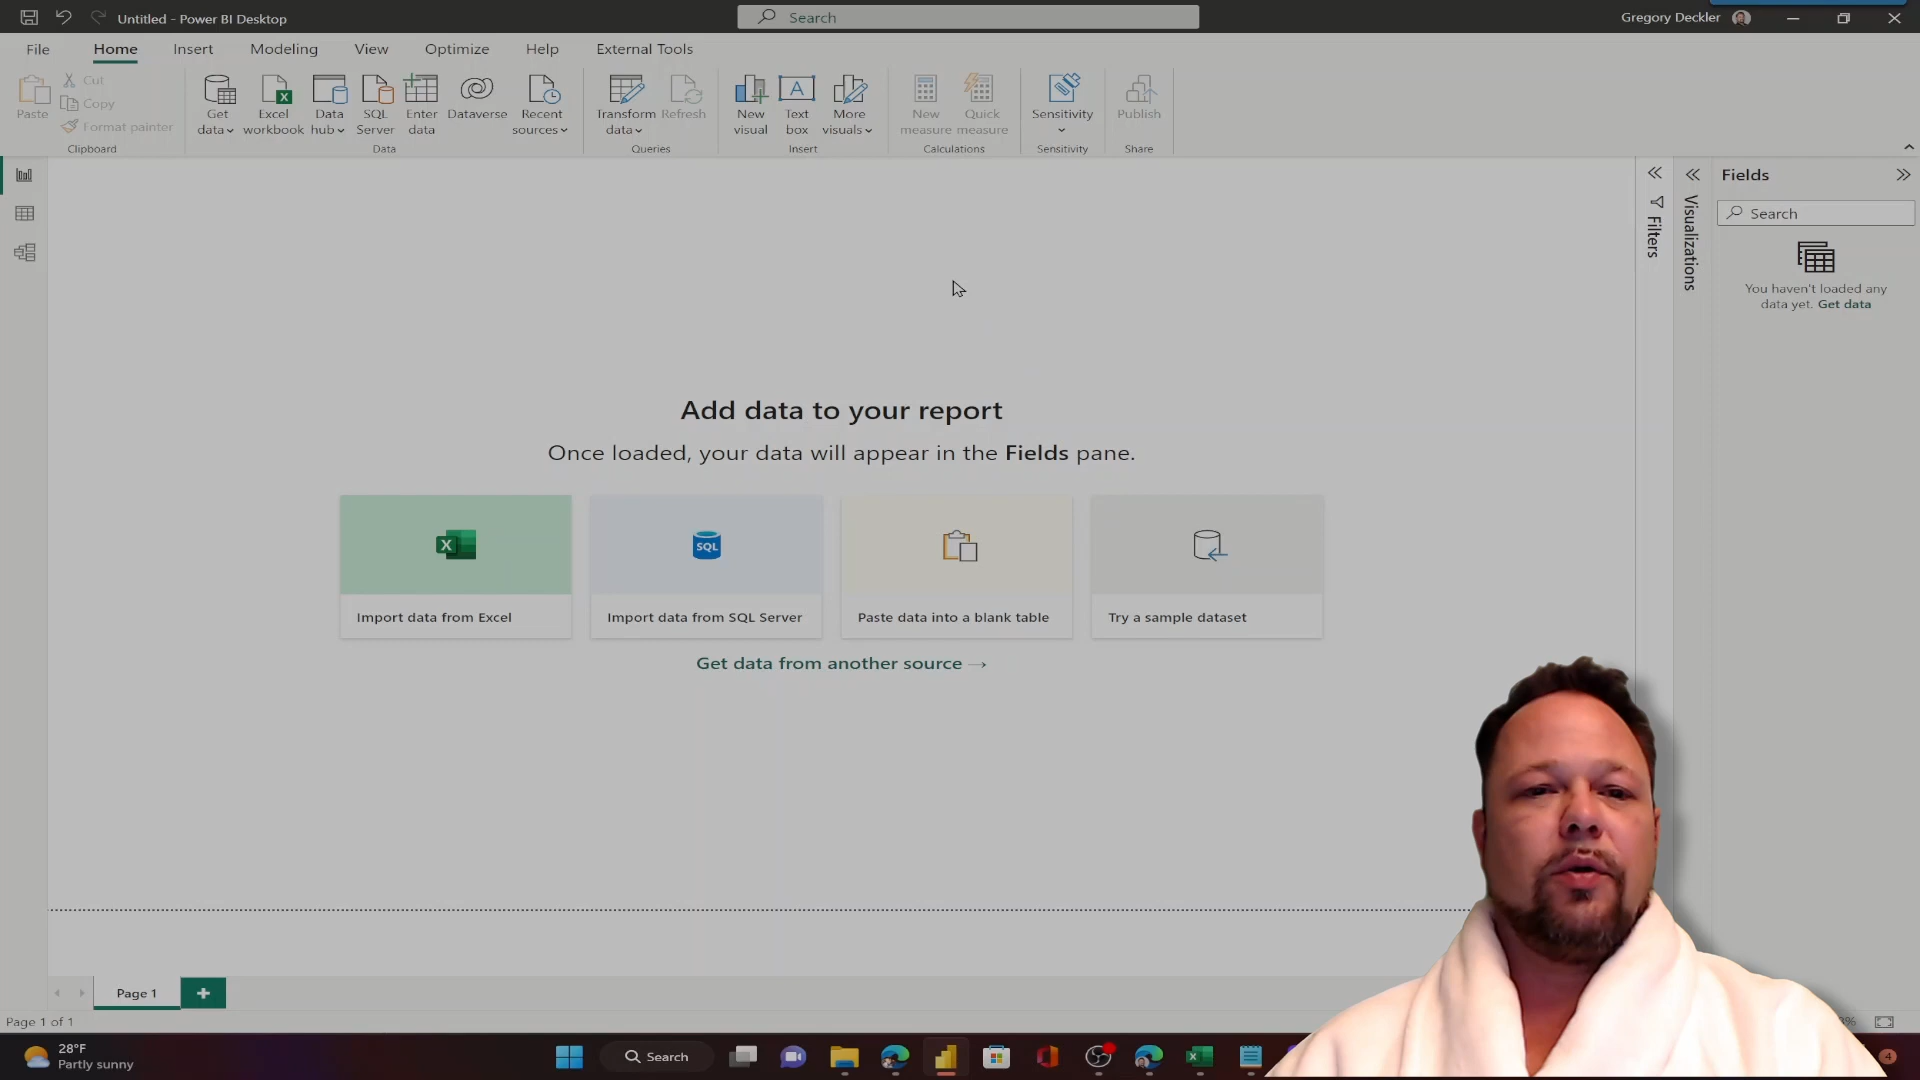 Untitled - Power BI Desktop
Search
Gregory Deckler
File
Home
Insert
Modeling
View
Optimize
Help
External Tools
Paste
Cut
Copy
Format painter
Clipboard
Get data
Excel workbook
Data hub
SQL Server
Enter data
Dataverse
Recent sources
Data
Transform data
Refresh
Queries
New visual
Text box
More visuals
Insert
New measure
Quick measure
Calculations
Sensitivity
Sensitivity
Publish
Share
Filters
Visualizations
Fields
Search
You haven't loaded any
data yet. Get data
Add data to your report
Once loaded, your data will appear in the Fields pane.
SQL
Import data from Excel
Import data from SQL Server
Paste data into a blank table
Try a sample dataset
Get data from another source →
Page 1
Page 1 of 1
28°F
Partly sunny
Search
4